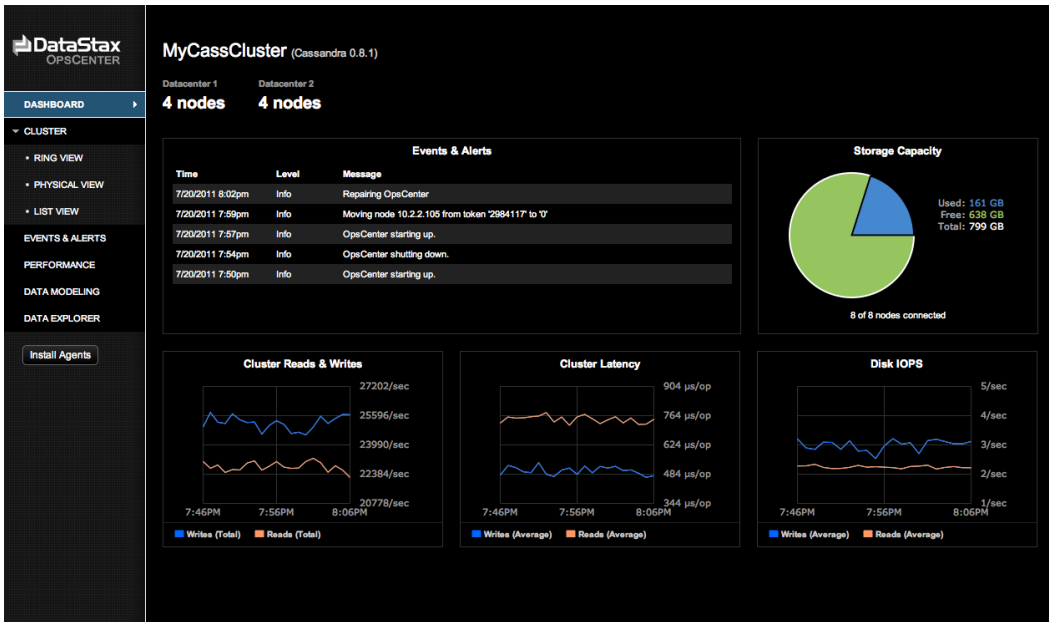 DataStax
OPSCENTER
DASHBOARD
CLUSTER
• RING VIEW
• PHYSICAL VIEW
• LIST VIEW
EVENTS & ALERTS
PERFORMANCE
DATA MODELING
DATA EXPLORER
Install Agents
MyCassCluster (Cassandra 0.8.1)
Datacenter 1 Datacenter 2
4 nodes 4 nodes
Events & Alerts
Time Level Message
7/20/2011 8:02pm Info Repairing OpsCenter
7/20/2011 7:59pm Info Moving node 10.2.2.105 from token '2984117' to '0'
7/20/2011 7:57pm Info OpsCenter starting up.
7/20/2011 7:54pm Info OpsCenter shutting down.
7/20/2011 7:50pm Info OpsCenter starting up.
Storage Capacity
Used: 161 GB
Free: 638 GB
Total: 799 GB
8 of 8 nodes connected
Cluster Reads & Writes
27202/sec
25596/sec
23990/sec
22384/sec
20778/sec
7:46PM 7:56PM 8:06PM
Writes (Total) Reads (Total)
Cluster Latency
904 µs/op
764 µs/op
624 µs/op
484 µs/op
344 µs/op
7:46PM 7:56PM 8:06PM
Writes (Average) Reads (Average)
Disk IOPS
5/sec
4/sec
3/sec
2/sec
1/sec
7:46PM 7:56PM 8:06PM
Writes (Average) Reads (Average)